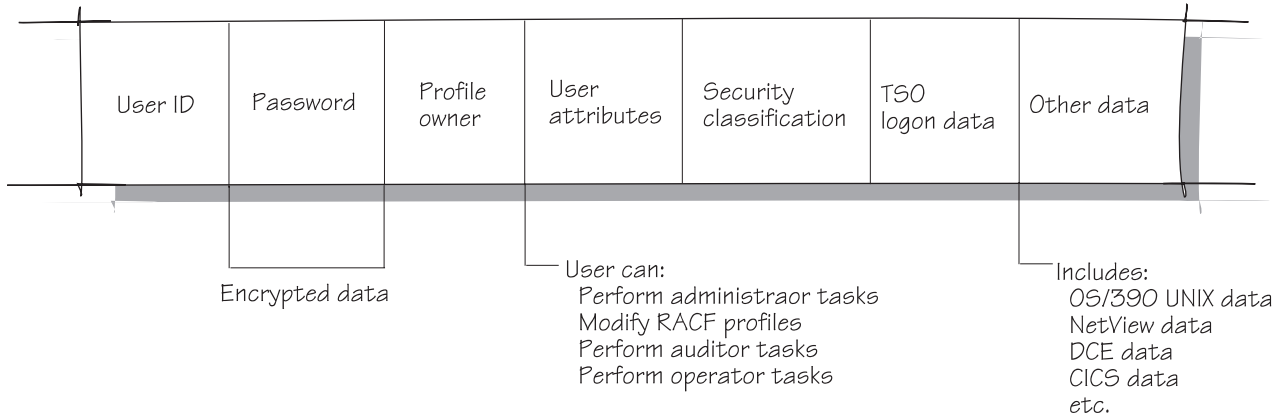 User ID
Password
Profile
owner
User
attributes
Security
classification
TSO
logon data
Other data
Encrypted data
User can:
Perform administraor tasks
Modify RACF profiles
Perform auditor tasks
Perform operator tasks
Includes:
OS/390 UNIX data
NetView data
DCE data
CICS data
etc.